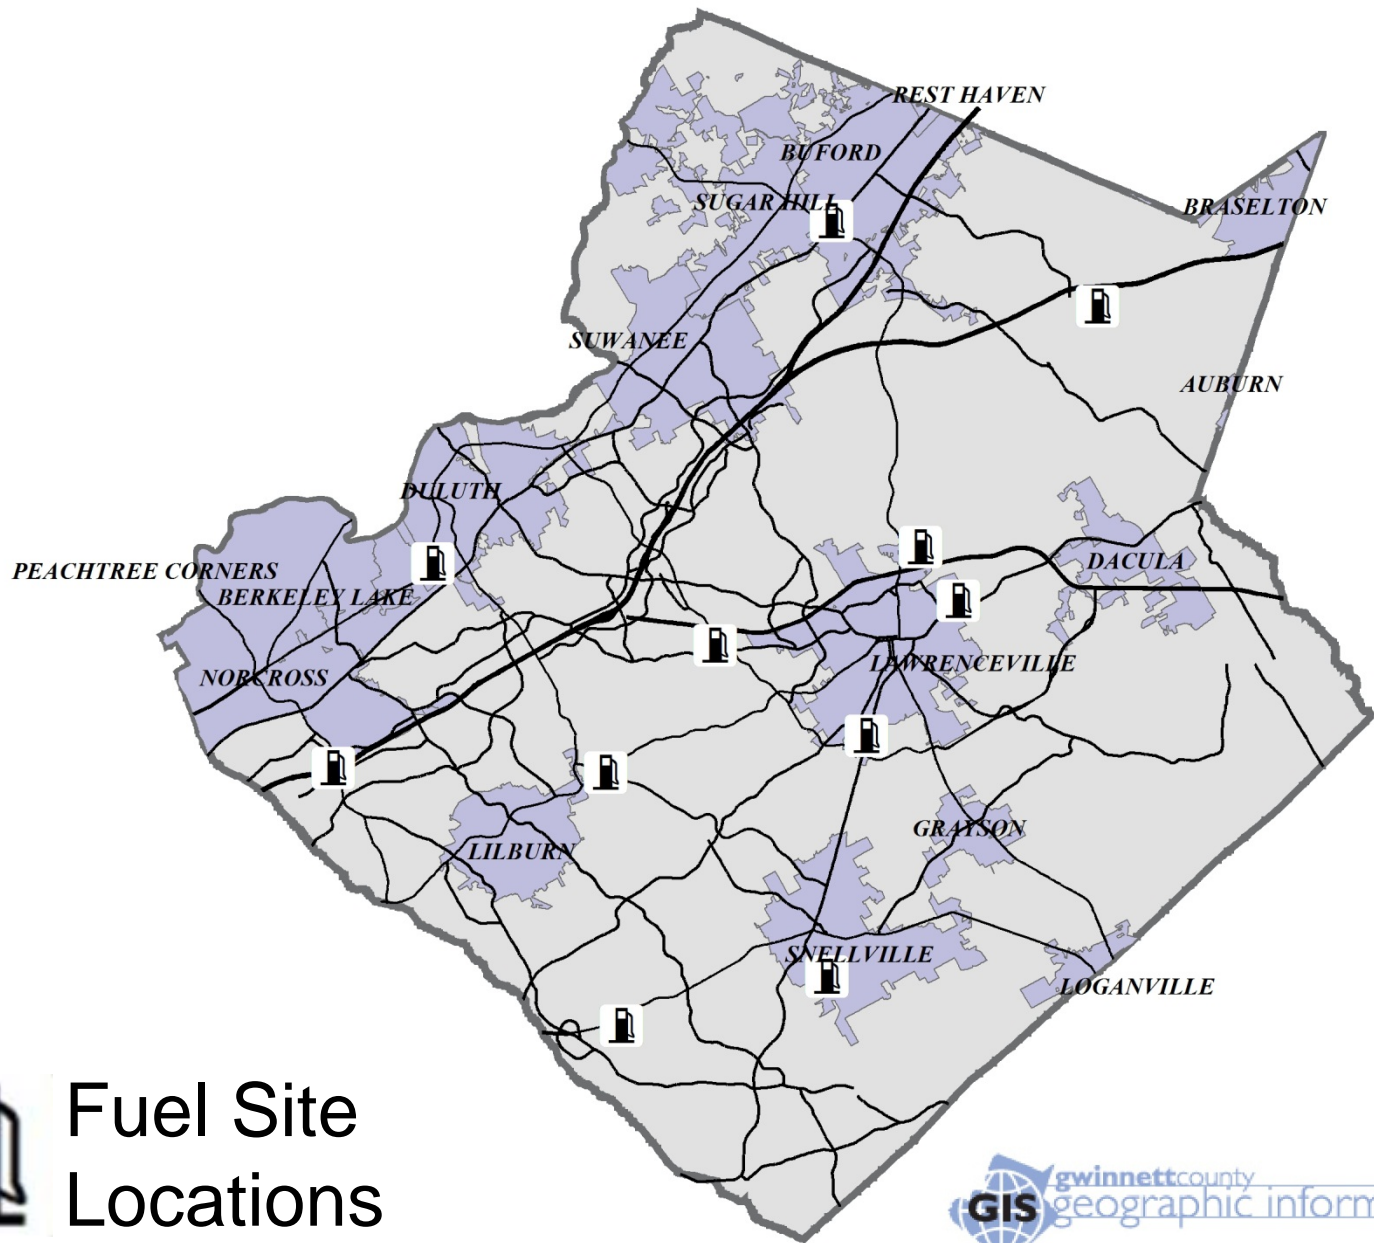 REST HAVEN
BUFORD
SUGAR HILL
BRASELTON
SUWANEE
AUBURN
DULUTH
DACULA
PEACHTREE CORNERS
BERKELEY LAKE
LAWRENCEVILLE
NORCROSS
GRAYSON
LILBURN
SNELLVILLE
LOGANVILLE
Fuel Site
Locations
gwinnettcounty
GIS geographic inform